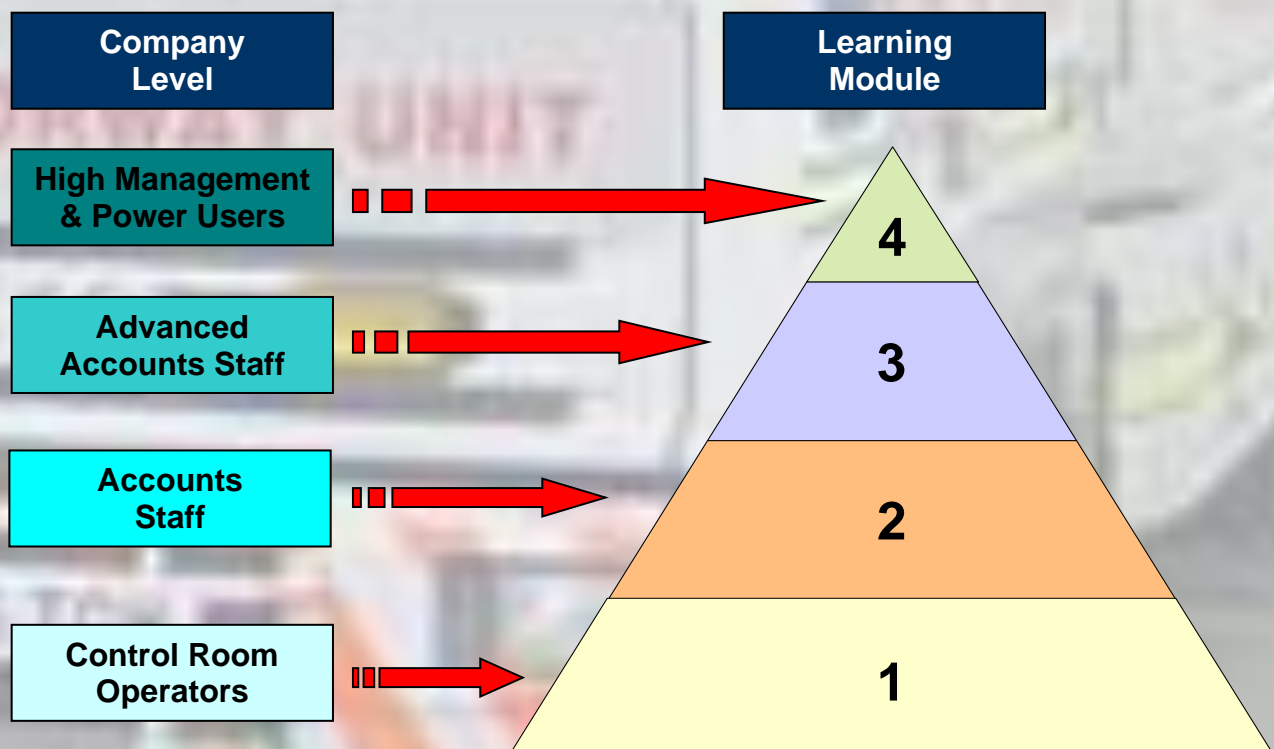 Company
Level
Learning
Module
High Management
& Power Users
4
Advanced
Accounts Staff
3
Accounts
Staff
2
Control Room
Operators
1
UNIT